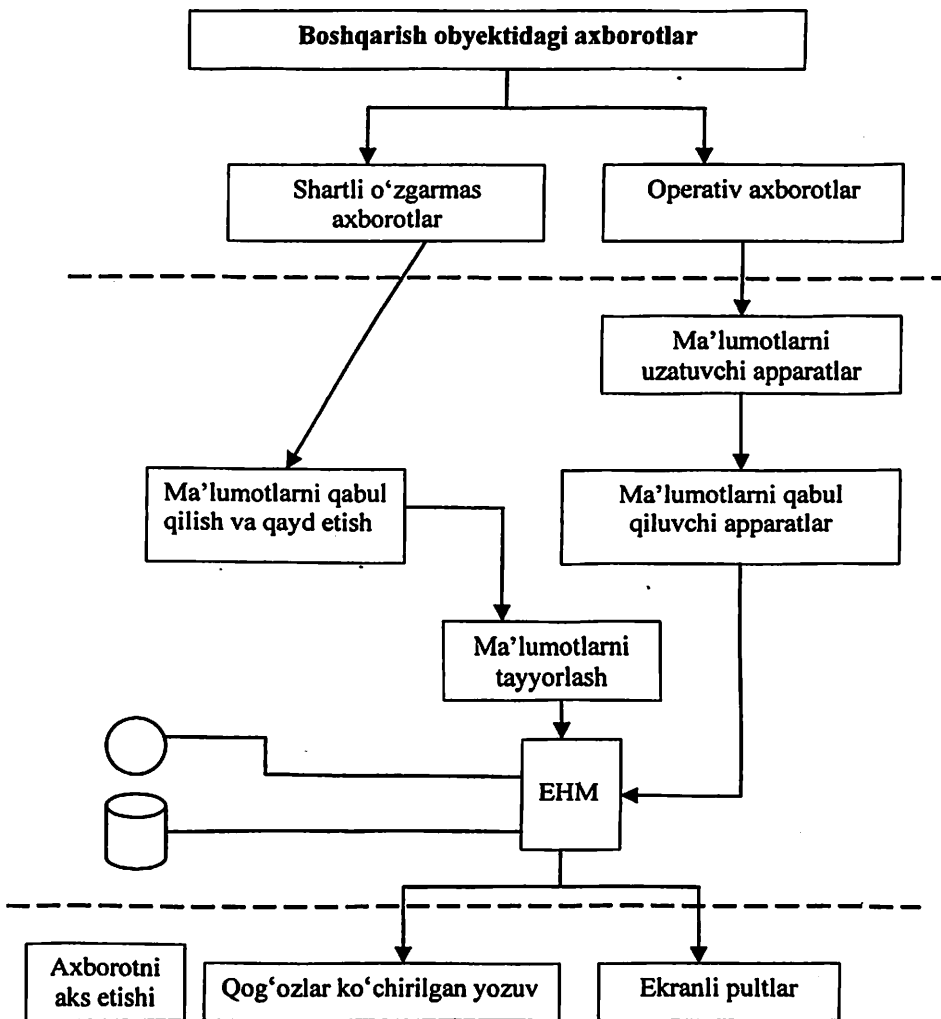 Boshqarish obyektidagi axborotlar
Shartli o‘zgarmas
axborotlar
Operativ axborotlar
Ma’lumotlarni
uzatuvchi apparatlar
Ma’lumotlarni qabul
qilish va qayd etish
Ma’lumotlarni qabul
qiluvchi apparatlar
Ma’lumotlarni
tayyorlash
EHM
Axborotni
aks etishi
Qog‘ozlar ko‘chirilgan yozuv
Ekranli pultlar